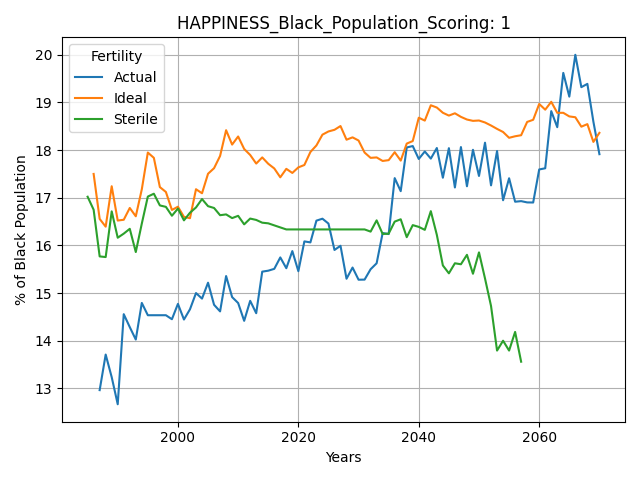 HAPPINESS_Black_Population_Scoring: 1
Fertility
Actual
Ideal
Sterile
% of Black Population
20
19
18
17
16
15
14
13
2000
2020
2040
2060
Years